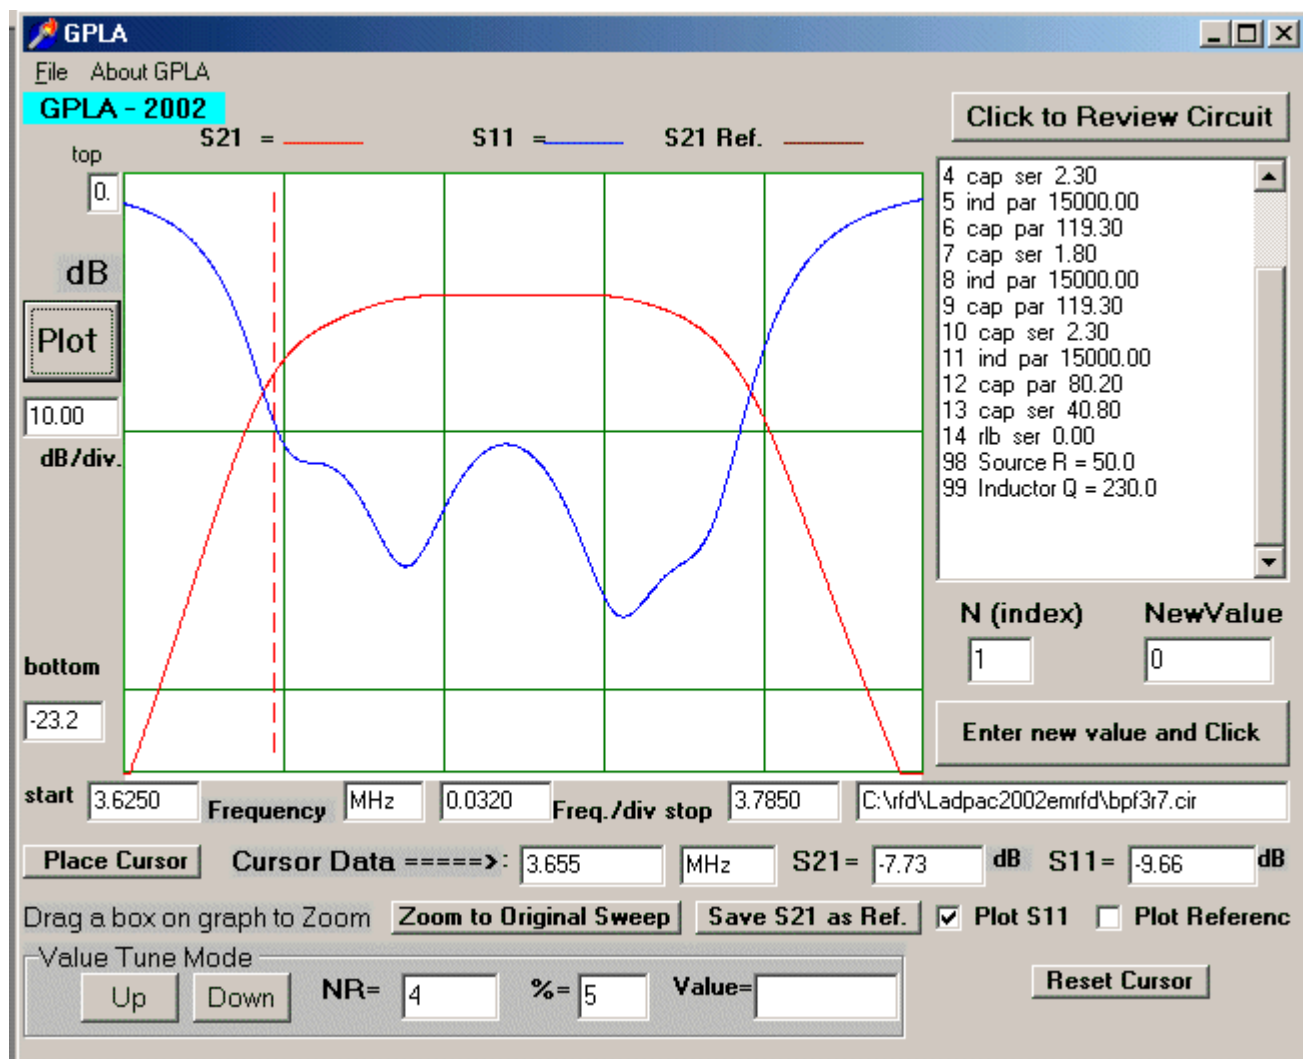 GPLA
File About GPLA
GPLA - 2002
Click to Review Circuit
S21 = S11 = S21 Ref.
top
0.
dB
Plot
10.00
dB/div.
bottom
-23.2
4 cap ser 2.30
5 ind par 15000.00
6 cap par 119.30
7 cap ser 1.80
8 ind par 15000.00
9 cap par 119.30
10 cap ser 2.30
11 ind par 15000.00
12 cap par 80.20
13 cap ser 40.80
14 rlb ser 0.00
98 Source R = 50.0
99 Inductor Q = 230.0
N (index) NewValue
1 0
Enter new value and Click
start 3.6250 Frequency MHz 0.0320 Freq./div stop 3.7850 C:\rfd\Ladpac2002emrfd\bpf3r7.cir
Place Cursor Cursor Data =====>: 3.655 MHz S21= -7.73 dB S11= -9.66 dB
Drag a box on graph to Zoom Zoom to Original Sweep Save S21 as Ref. Plot S11 Plot Referenc
Value Tune Mode
Up Down NR= 4 %= 5 Value=
Reset Cursor